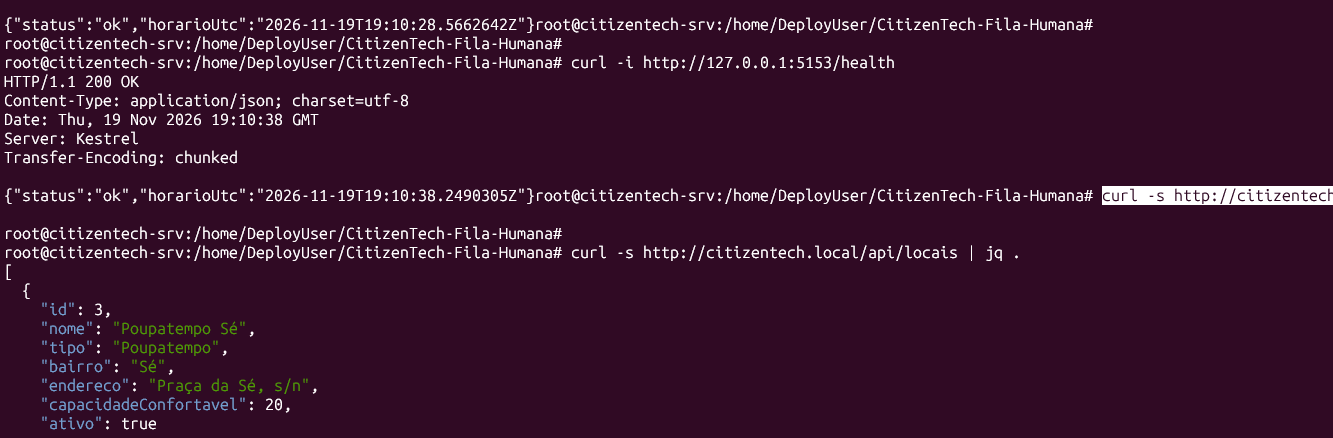 {"status":"ok","horarioUtc":"2026-11-19T19:10:28.5662642Z"}root@citizentech-srv:/home/DeployUser/CitizenTech-Fila-Humana#
root@citizentech-srv:/home/DeployUser/CitizenTech-Fila-Humana#
root@citizentech-srv:/home/DeployUser/CitizenTech-Fila-Humana# curl -i http://127.0.0.1:5153/health
HTTP/1.1 200 OK
Content-Type: application/json; charset=utf-8
Date: Thu, 19 Nov 2026 19:10:38 GMT
Server: Kestrel
Transfer-Encoding: chunked
{"status":"ok","horarioUtc":"2026-11-19T19:10:38.2490305Z"}root@citizentech-srv:/home/DeployUser/CitizenTech-Fila-Humana# curl -s http://citizentech
root@citizentech-srv:/home/DeployUser/CitizenTech-Fila-Humana#
root@citizentech-srv:/home/DeployUser/CitizenTech-Fila-Humana# curl -s http://citizentech.local/api/locais | jq .
[
  {
    "id": 3,
    "nome": "Poupatempo Sé",
    "tipo": "Poupatempo",
    "bairro": "Sé",
    "endereco": "Praça da Sé, s/n",
    "capacidadeConfortavel": 20,
    "ativo": true